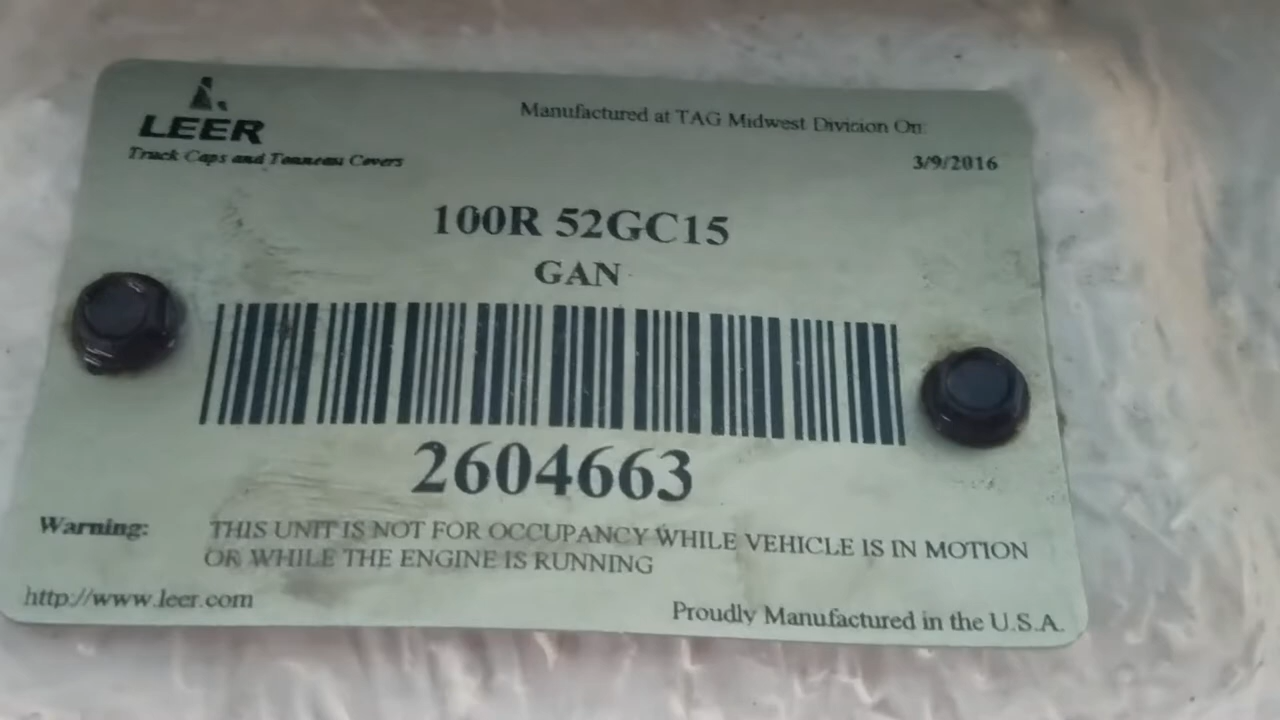 LEER
Truck Caps and Tonneau Covers
Manufactured at TAG Midwest Division On:
3/9/2016
100R 52GC15
GAN
2604663
Warning: THIS UNIT IS NOT FOR OCCUPANCY WHILE VEHICLE IS IN MOTION
OR WHILE THE ENGINE IS RUNNING
http://www.leer.com
Proudly Manufactured in the U.S.A.